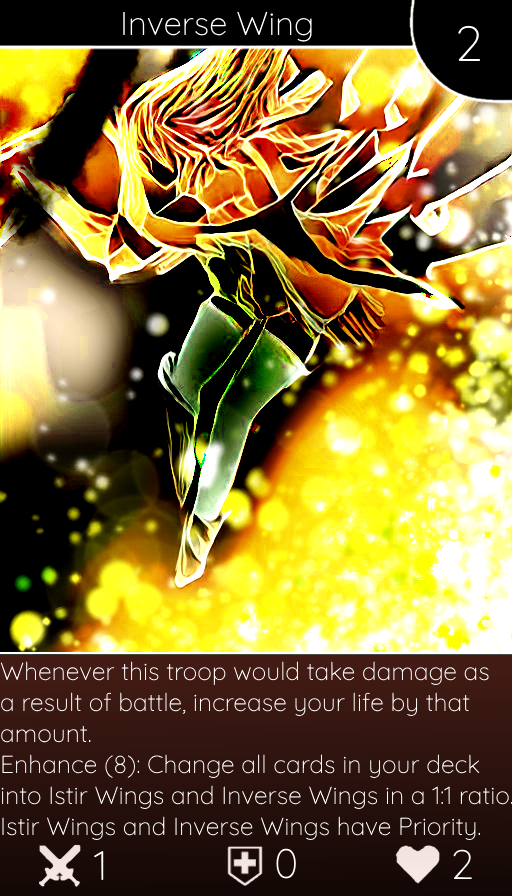 Inverse Wing
2
Whenever this troop would take damage as
a result of battle, increase your life by that
amount.
Enhance (8): Change all cards in your deck
into Istir Wings and Inverse Wings in a 1:1 ratio.
Istir Wings and Inverse Wings have Priority.
1 0 2